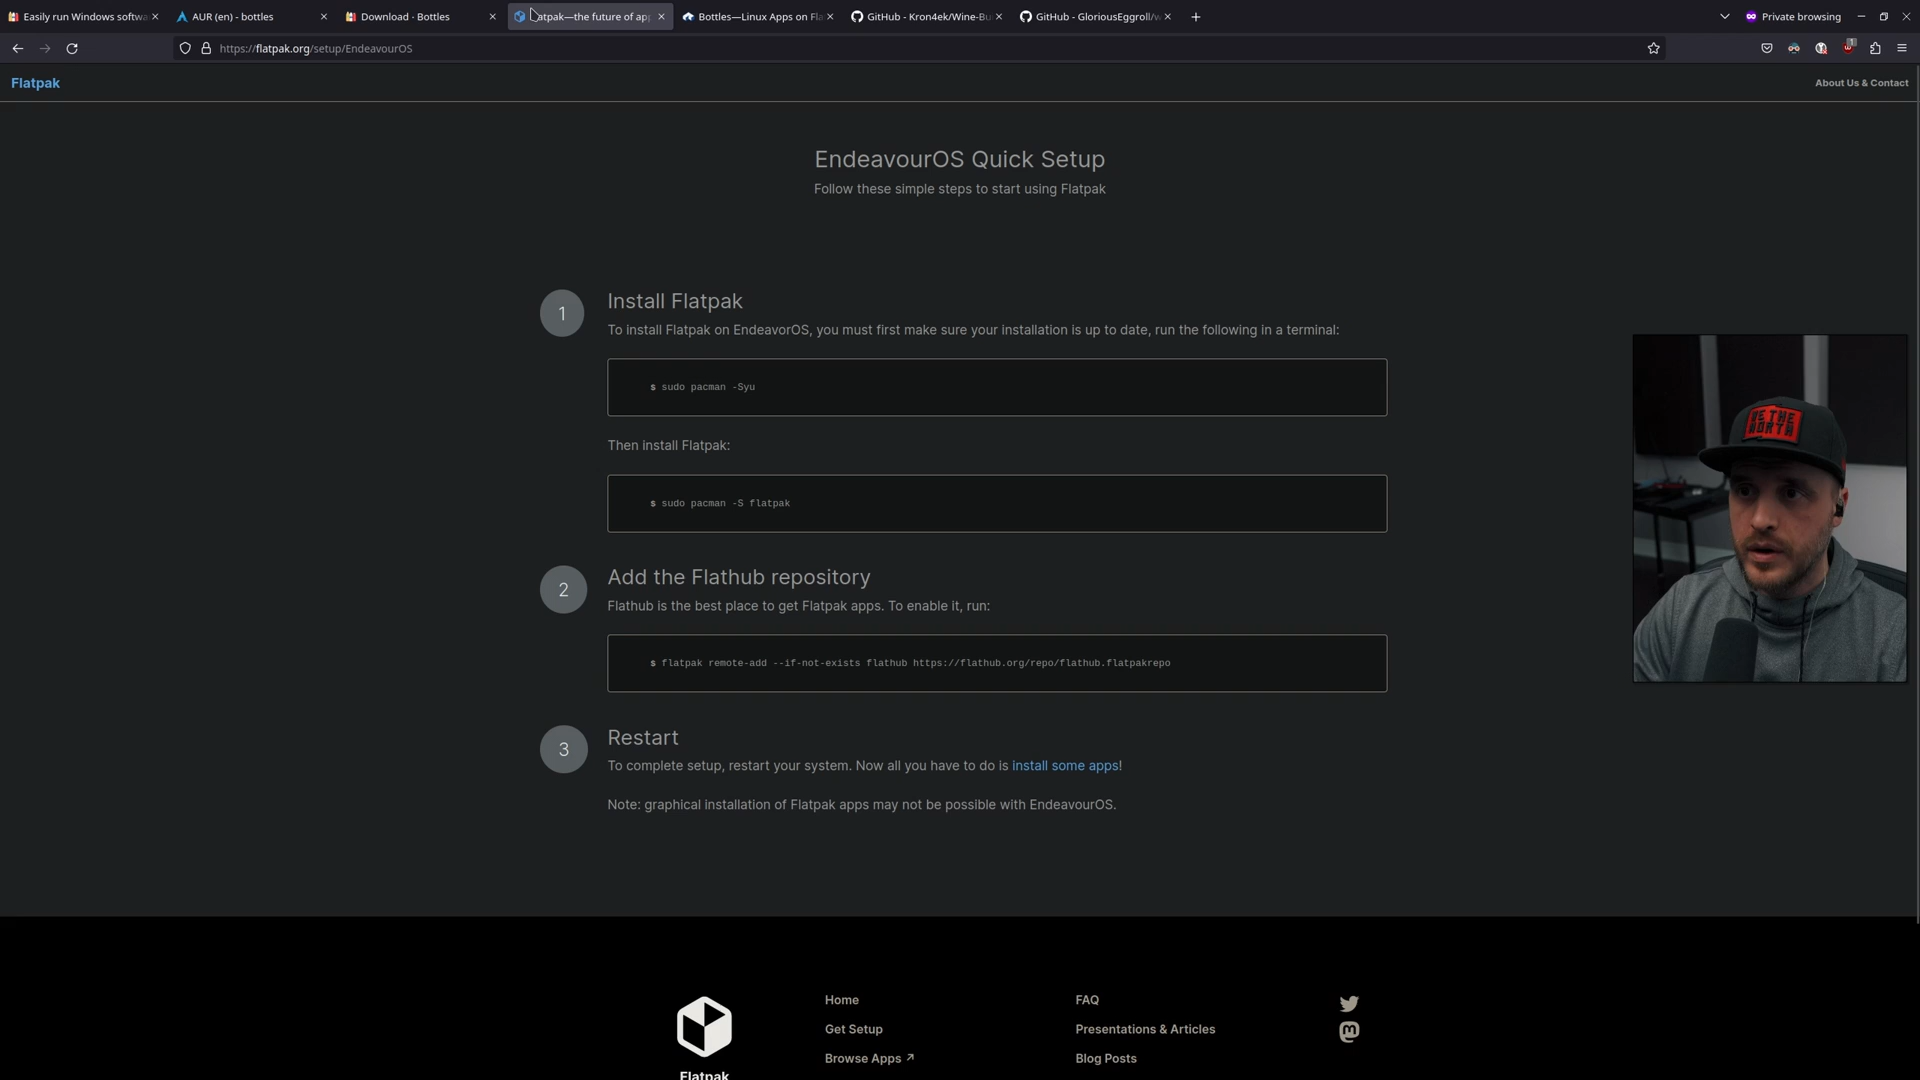 Easily run Windows softwa
AUR (en) - bottles
Download · Bottles
atpak—the future of app
Bottles—Linux Apps on Fla
GitHub - Kron4ek/Wine-Bu
GitHub - GloriousEggroll/w
Private browsing
https://flatpak.org/setup/EndeavourOS
1
Flatpak
About Us & Contact
EndeavourOS Quick Setup
Follow these simple steps to start using Flatpak
1
Install Flatpak
To install Flatpak on EndeavorOS, you must first make sure your installation is up to date, run the following in a terminal:
$ sudo pacman -Syu
Then install Flatpak:
$ sudo pacman -S flatpak
2
Add the Flathub repository
Flathub is the best place to get Flatpak apps. To enable it, run:
$ flatpak remote-add --if-not-exists flathub https://flathub.org/repo/flathub.flatpakrepo
3
Restart
To complete setup, restart your system. Now all you have to do is install some apps!
Note: graphical installation of Flatpak apps may not be possible with EndeavourOS.
WE THE
NORTH
Home
FAQ
Get Setup
Presentations & Articles
Browse Apps ↗
Blog Posts
Flatpak